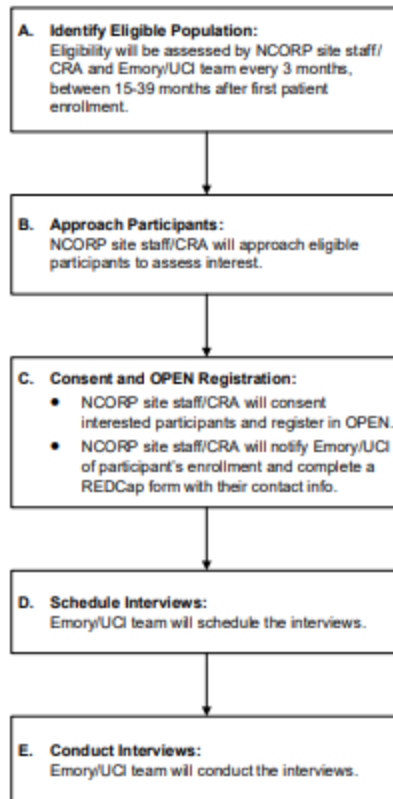 A. Identify Eligible Population:
Eligibility will be assessed by NCORP site staff/
CRA and Emory/UCI team every 3 months,
between 15-39 months after first patient
enrollment.
B. Approach Participants:
NCORP site staff/CRA will approach eligible
participants to assess interest.
C. Consent and OPEN Registration:
• NCORP site staff/CRA will consent
interested participants and register in OPEN.
• NCORP site staff/CRA will notify Emory/UCI
of participant's enrollment and complete a
REDCap form with their contact info.
D. Schedule Interviews:
Emory/UCI team will schedule the interviews.
E. Conduct Interviews:
Emory/UCI team will conduct the interviews.